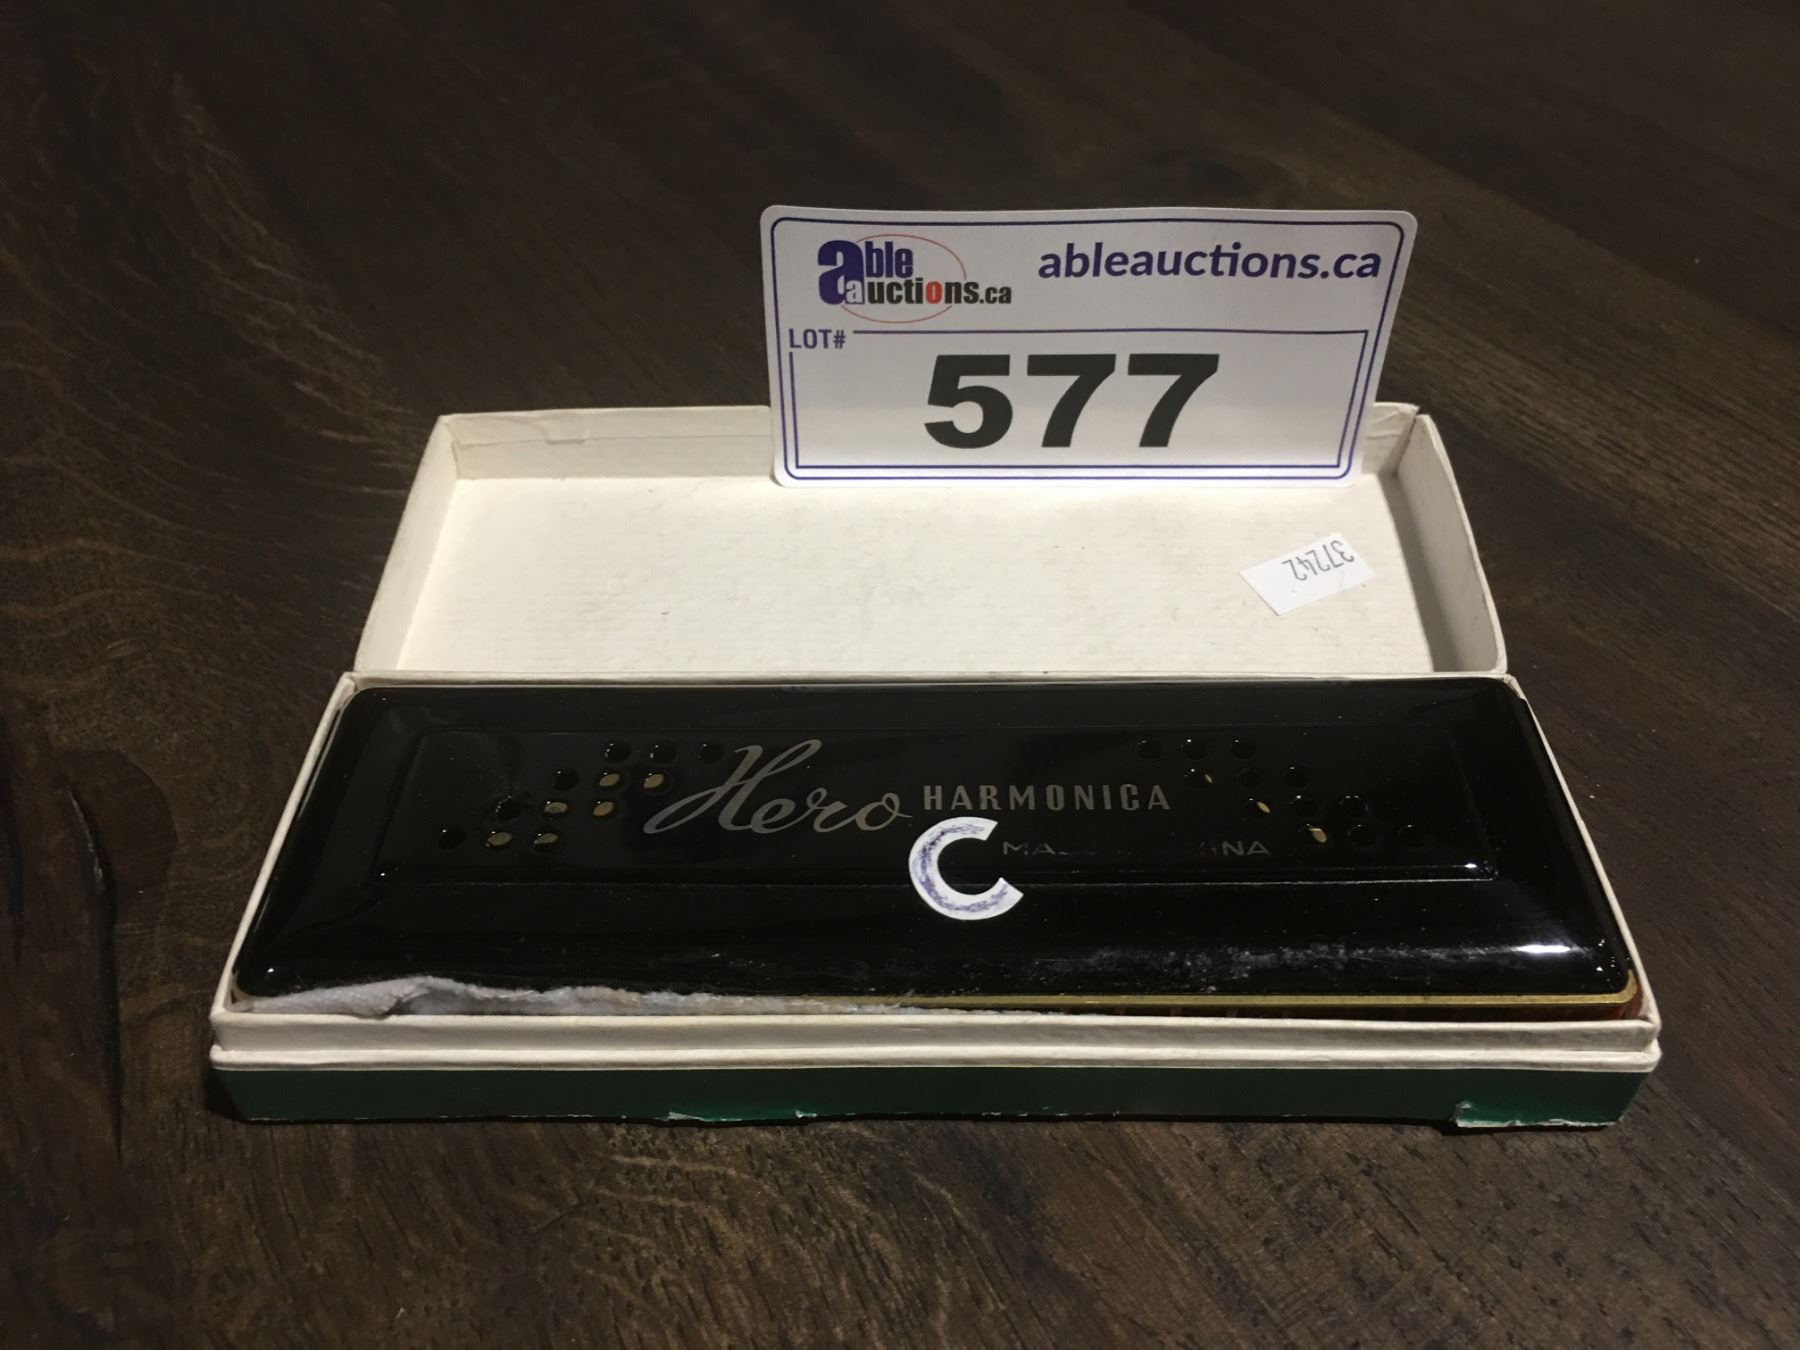 able
auctions.ca
ableauctions.ca
LOT#
577
37242
Hero HARMONICA
C